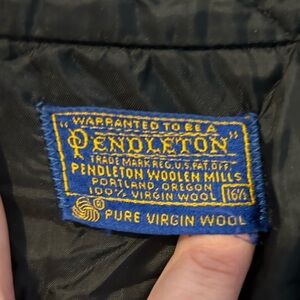 "WARRANTED TO BE A
PENDLETON"
TRADE MARK REG. U.S. PAT. OFF.
PENDLETON WOOLEN MILLS
PORTLAND, OREGON
100% VIRGIN WOOL 16½
PURE VIRGIN WOOL